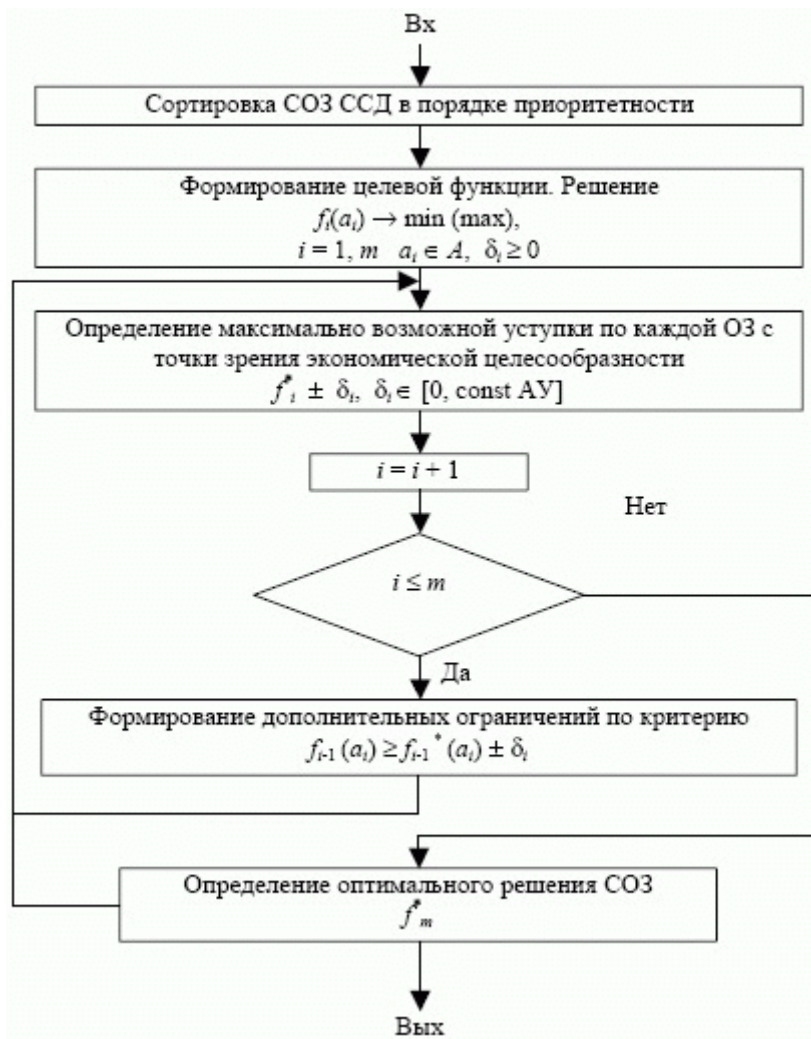 Вх
Сортировка СОЗ ССД в порядке приоритетности
Формирование целевой функции. Решение
fᵢ(aᵢ) → min (max),
i = 1, m aᵢ ∈ A, δᵢ ≥ 0
Определение максимально возможной уступки по каждой ОЗ с
точки зрения экономической целесообразности
f*ᵢ ± δᵢ, δᵢ ∈ [0, const АУ]
i = i + 1
Нет
i ≤ m
Да
Формирование дополнительных ограничений по критерию
fᵢ₋₁ (aᵢ) ≥ fᵢ₋₁* (aᵢ) ± δᵢ
Определение оптимального решения СОЗ
f*ₘ
Вых